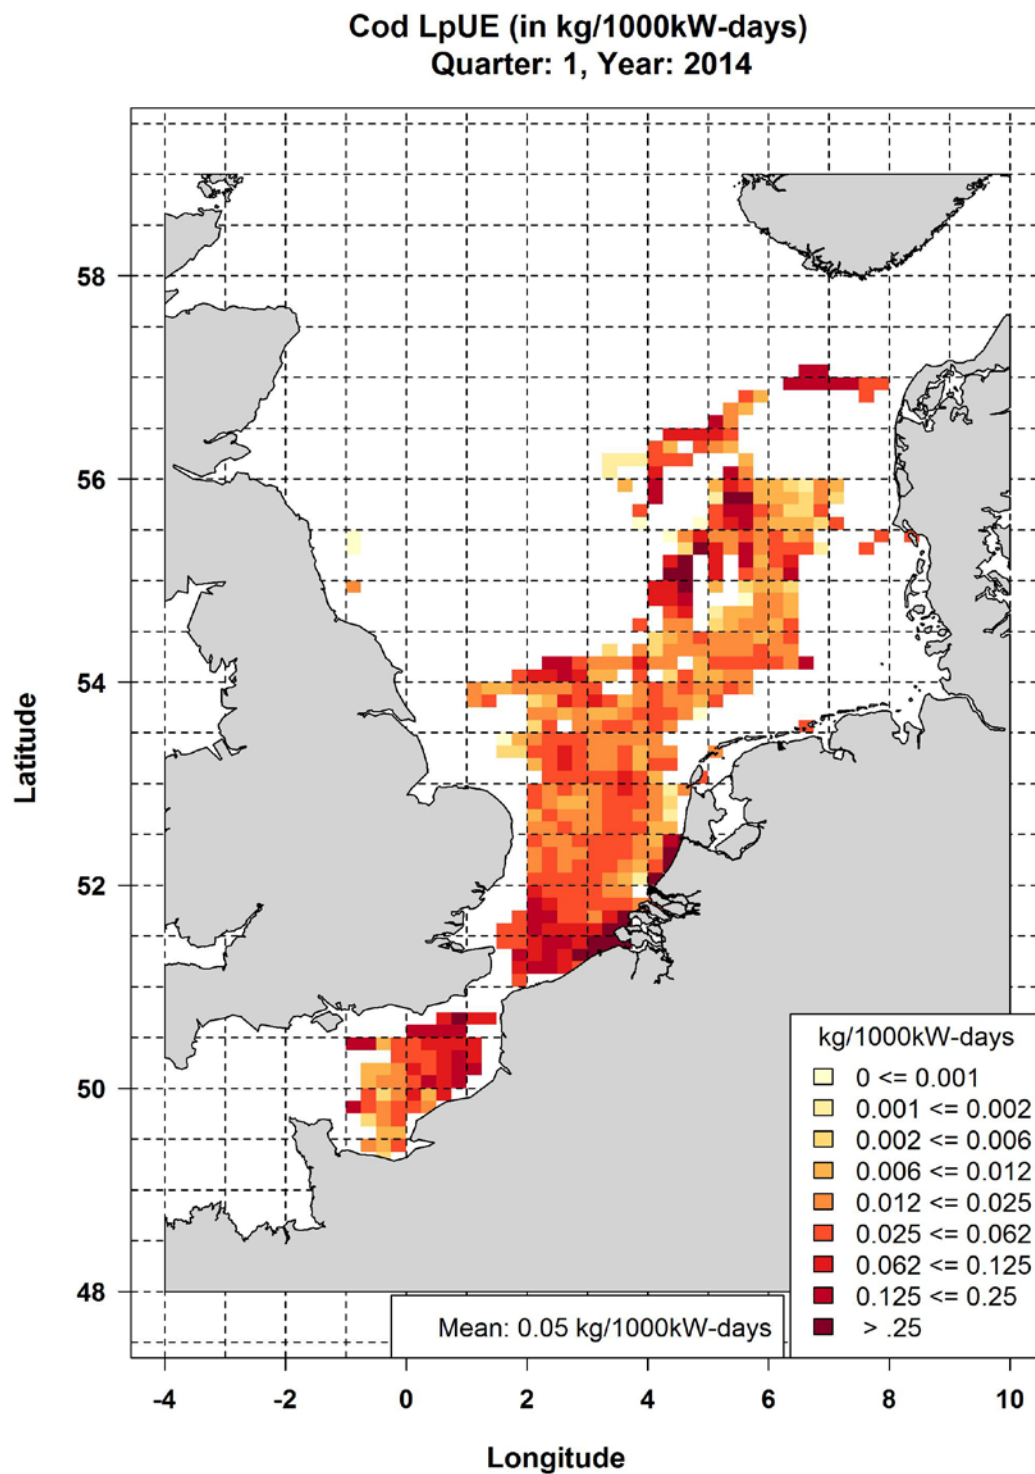 Cod LpUE (in kg/1000kW-days)
Quarter: 1, Year: 2014
58
56
54
52
50
48
Latitude
kg/1000kW-days
0 <= 0.001
0.001 <= 0.002
0.002 <= 0.006
0.006 <= 0.012
0.012 <= 0.025
0.025 <= 0.062
0.062 <= 0.125
0.125 <= 0.25
> .25
Mean: 0.05 kg/1000kW-days
-4 -2 0 2 4 6 8 10
Longitude